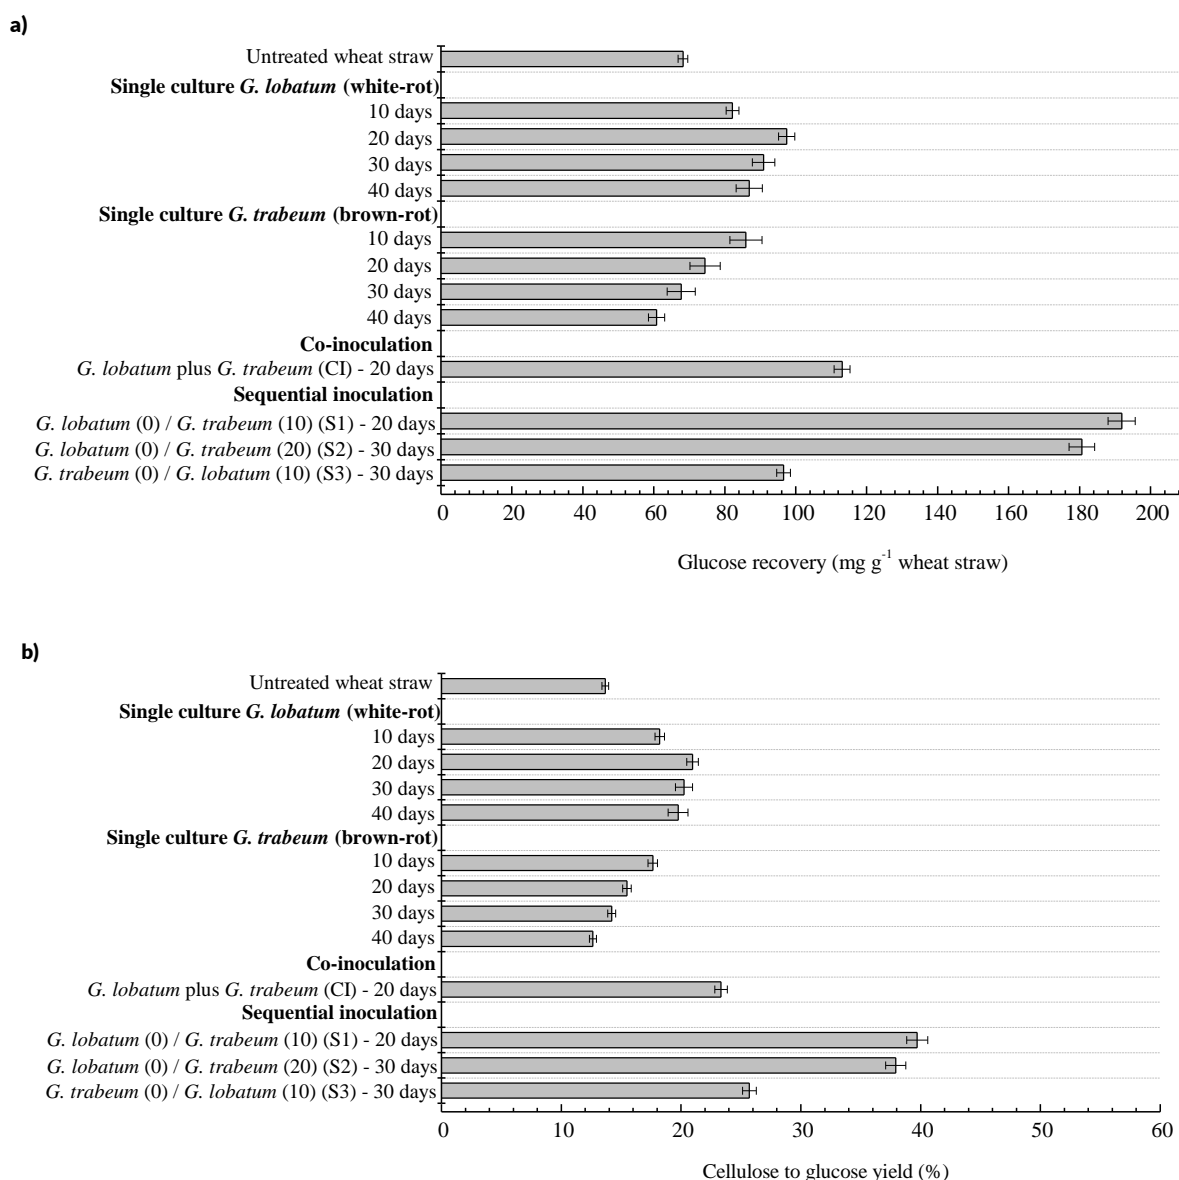 a)
Untreated wheat straw
Single culture G. lobatum (white-rot)
10 days
20 days
30 days
40 days
Single culture G. trabeum (brown-rot)
10 days
20 days
30 days
40 days
Co-inoculation
G. lobatum plus G. trabeum (CI) - 20 days
Sequential inoculation
G. lobatum (0) / G. trabeum (10) (S1) - 20 days
G. lobatum (0) / G. trabeum (20) (S2) - 30 days
G. trabeum (0) / G. lobatum (10) (S3) - 30 days
0 20 40 60 80 100 120 140 160 180 200
Glucose recovery (mg g⁻¹ wheat straw)
b)
Untreated wheat straw
Single culture G. lobatum (white-rot)
10 days
20 days
30 days
40 days
Single culture G. trabeum (brown-rot)
10 days
20 days
30 days
40 days
Co-inoculation
G. lobatum plus G. trabeum (CI) - 20 days
Sequential inoculation
G. lobatum (0) / G. trabeum (10) (S1) - 20 days
G. lobatum (0) / G. trabeum (20) (S2) - 30 days
G. trabeum (0) / G. lobatum (10) (S3) - 30 days
0 10 20 30 40 50 60
Cellulose to glucose yield (%)